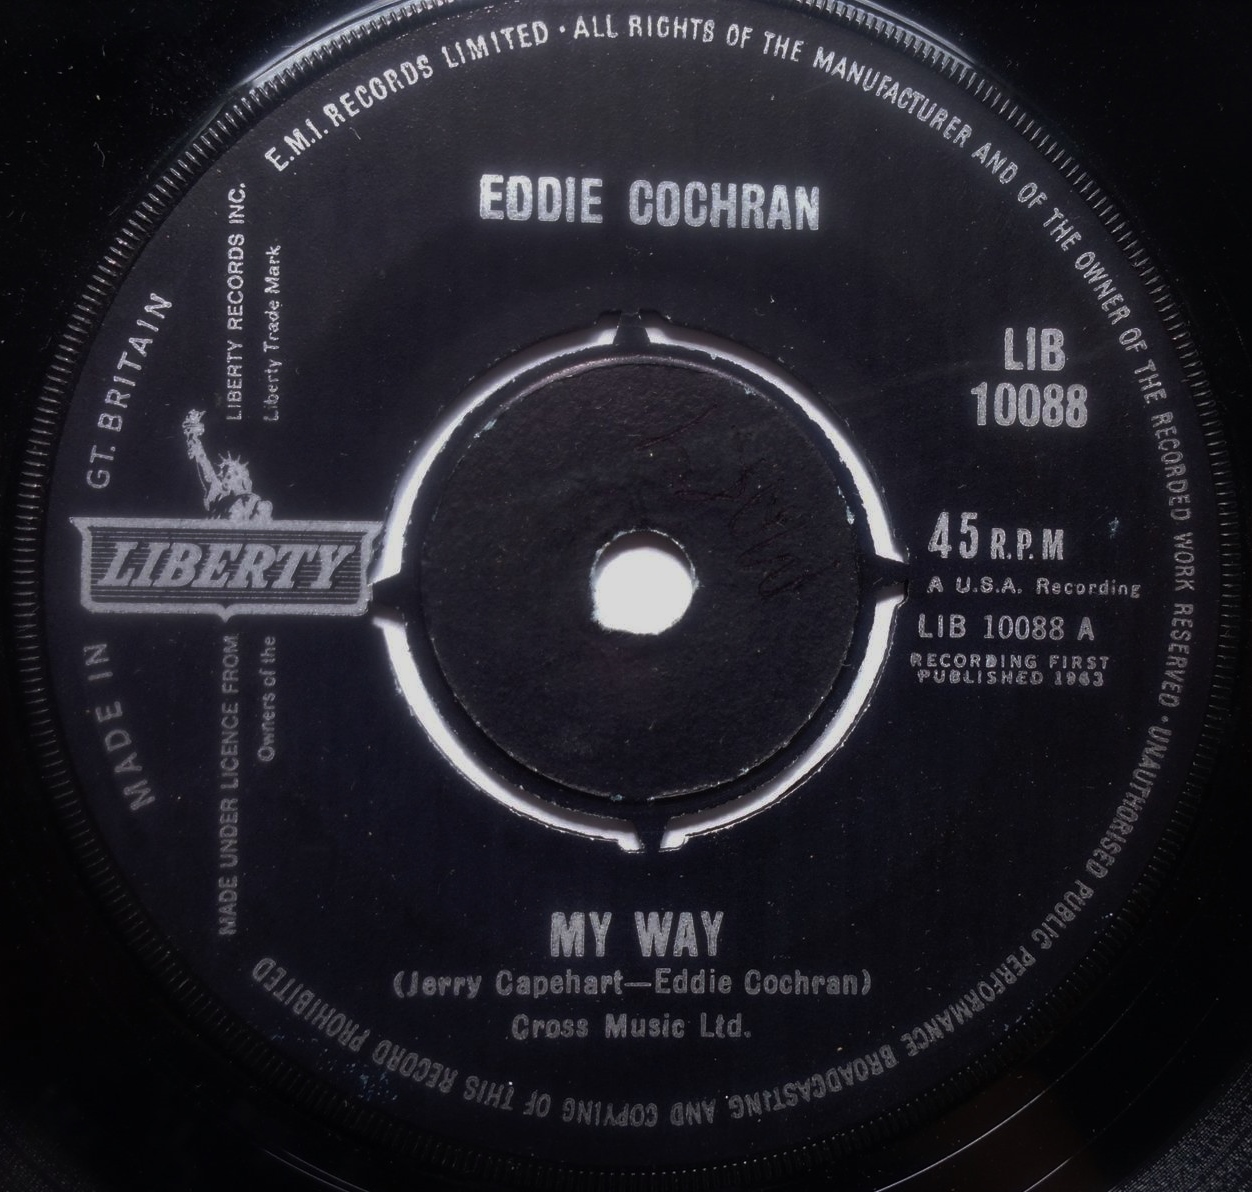 E.M.I. RECORDS LIMITED · ALL RIGHTS OF THE MANUFACTURER AND OF THE OWNER OF THE RECORDED WORK RESERVED · UNAUTHORISED PUBLIC PERFORMANCE BROADCASTING AND COPYING OF THIS RECORD PROHIBITED
MADE IN GT. BRITAIN
EDDIE COCHRAN
MADE UNDER LICENCE FROM LIBERTY RECORDS INC.
Owners of the Liberty Trade Mark
LIBERTY
LIB
10088
45 R.P.M
A U.S.A. Recording
LIB 10088 A
RECORDING FIRST
PUBLISHED 1963
MY WAY
(Jerry Capehart—Eddie Cochran)
Cross Music Ltd.